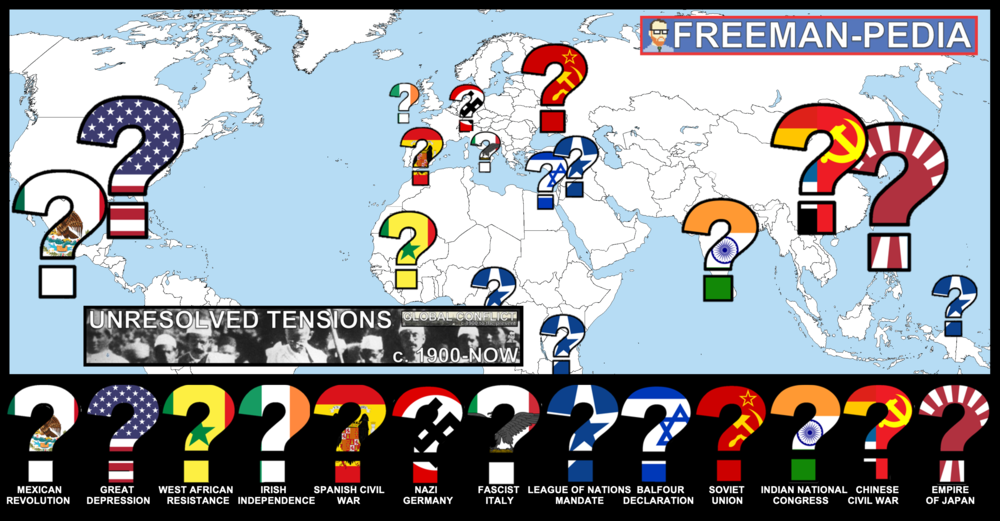 FREEMAN-PEDIA
UNRESOLVED TENSIONS
GLOBAL CONFLICT
c. 1900-NOW
MEXICAN
REVOLUTION
GREAT
DEPRESSION
WEST AFRICAN
RESISTANCE
IRISH
INDEPENDENCE
SPANISH CIVIL
WAR
NAZI
GERMANY
FASCIST
ITALY
LEAGUE OF NATIONS
MANDATE
BALFOUR
DECLARATION
SOVIET
UNION
INDIAN NATIONAL
CONGRESS
CHINESE
CIVIL WAR
EMPIRE
OF JAPAN